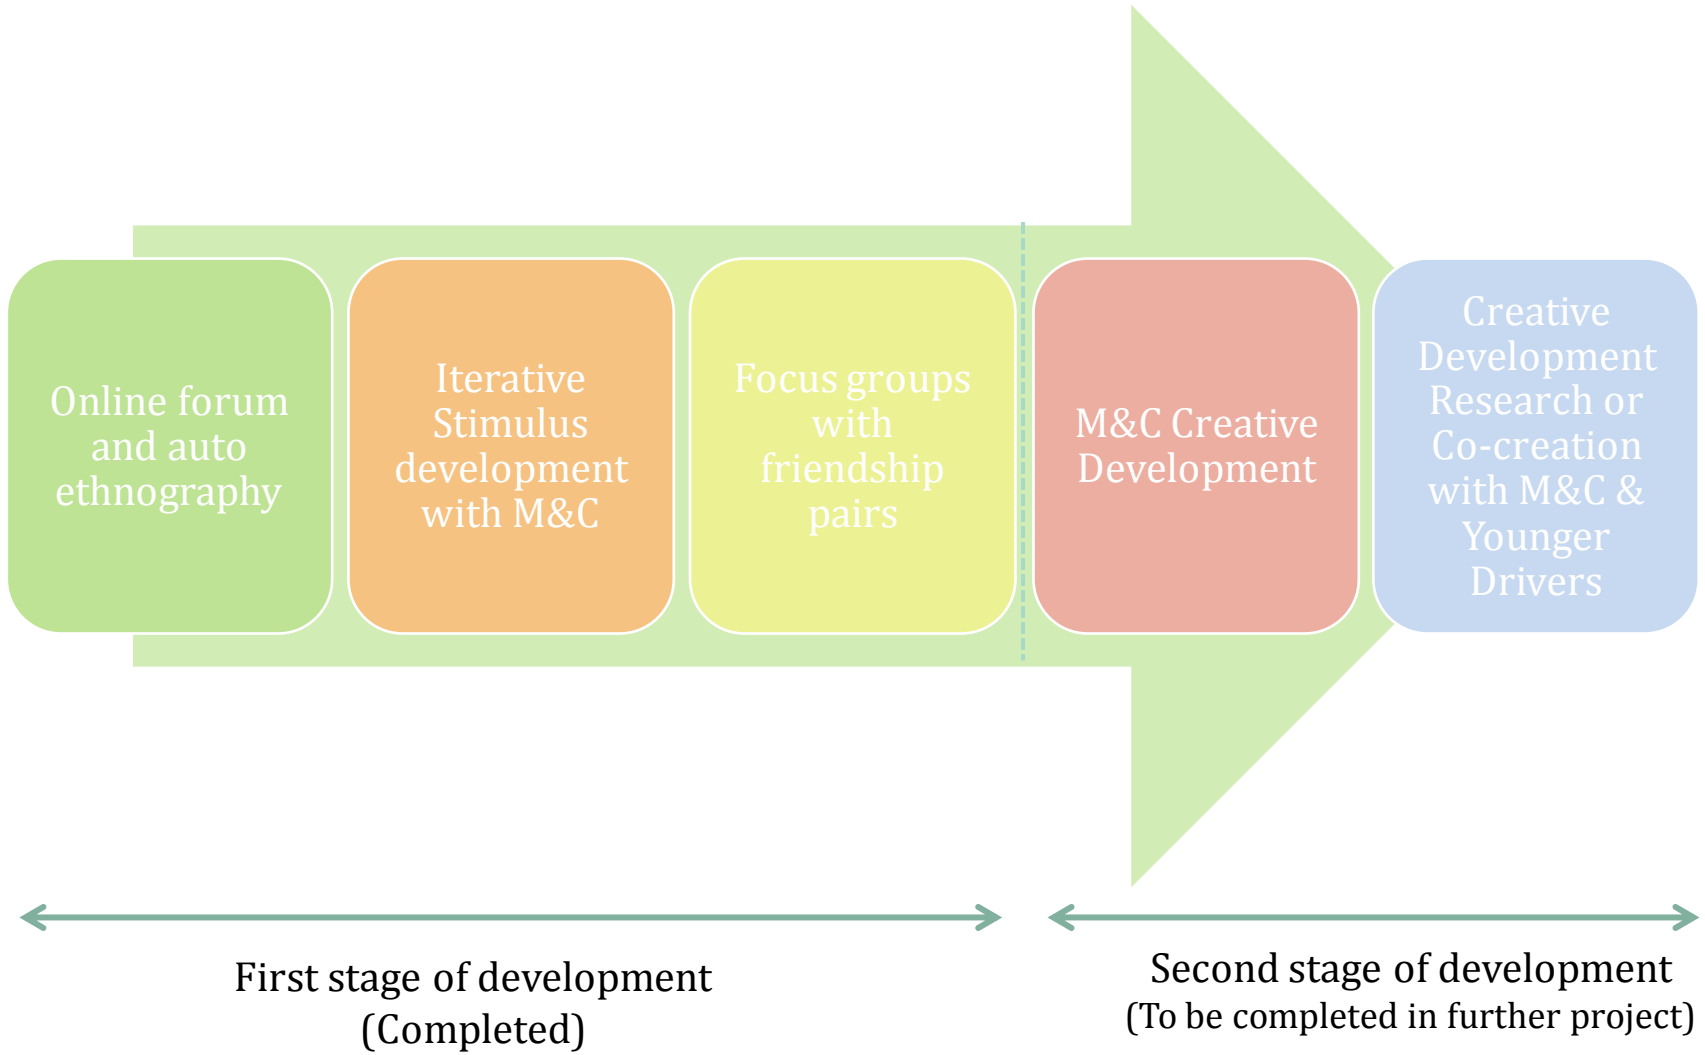 Online forum
and auto
ethnography
Iterative
Stimulus
development
with M&C
Focus groups
with
friendship
pairs
M&C Creative
Development
Creative
Development
Research or
Co-creation
with M&C &
Younger
Drivers
First stage of development
(Completed)
Second stage of development
(To be completed in further project)